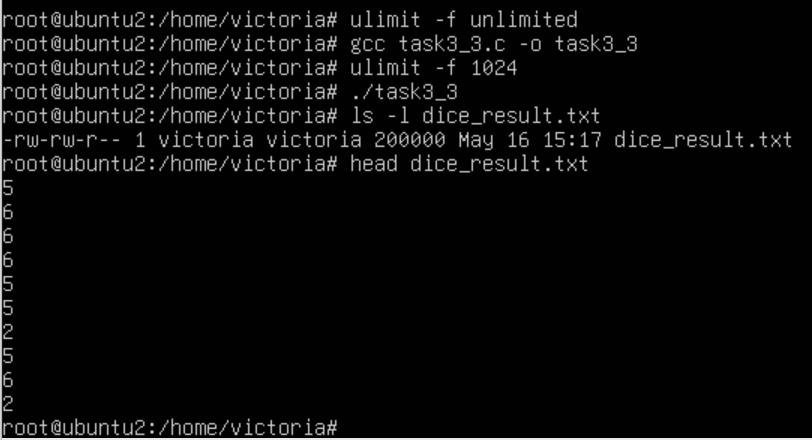 root@ubuntu2:/home/victoria# ulimit -f unlimited
root@ubuntu2:/home/victoria# gcc task3_3.c -o task3_3
root@ubuntu2:/home/victoria# ulimit -f 1024
root@ubuntu2:/home/victoria# ./task3_3
root@ubuntu2:/home/victoria# ls -l dice_result.txt
-rw-rw-r-- 1 victoria victoria 200000 May 16 15:17 dice_result.txt
root@ubuntu2:/home/victoria# head dice_result.txt
5
6
6
6
5
5
2
5
6
2
root@ubuntu2:/home/victoria#